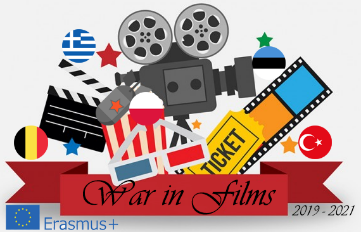 TICKET
War in Films
2019 - 2021
Erasmus+